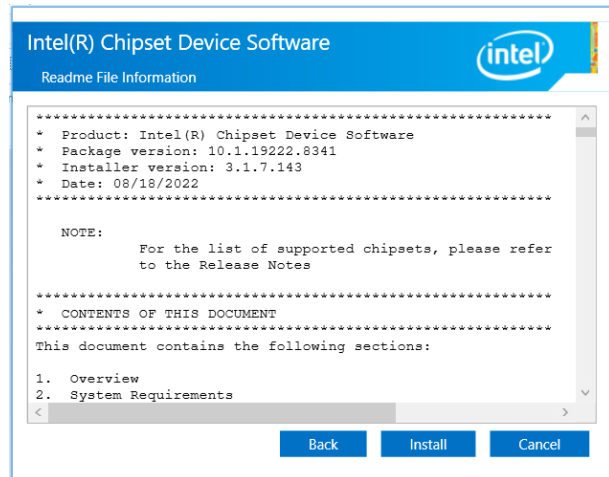 Intel(R) Chipset Device Software
intel
Readme File Information
************************************************************
*   Product: Intel(R) Chipset Device Software
*   Package version: 10.1.19222.8341
*   Installer version: 3.1.7.143
*   Date: 08/18/2022
************************************************************
NOTE:
For the list of supported chipsets, please refer
to the Release Notes
************************************************************
*   CONTENTS OF THIS DOCUMENT
************************************************************
This document contains the following sections:
1.  Overview
2.  System Requirements
Back
Install
Cancel